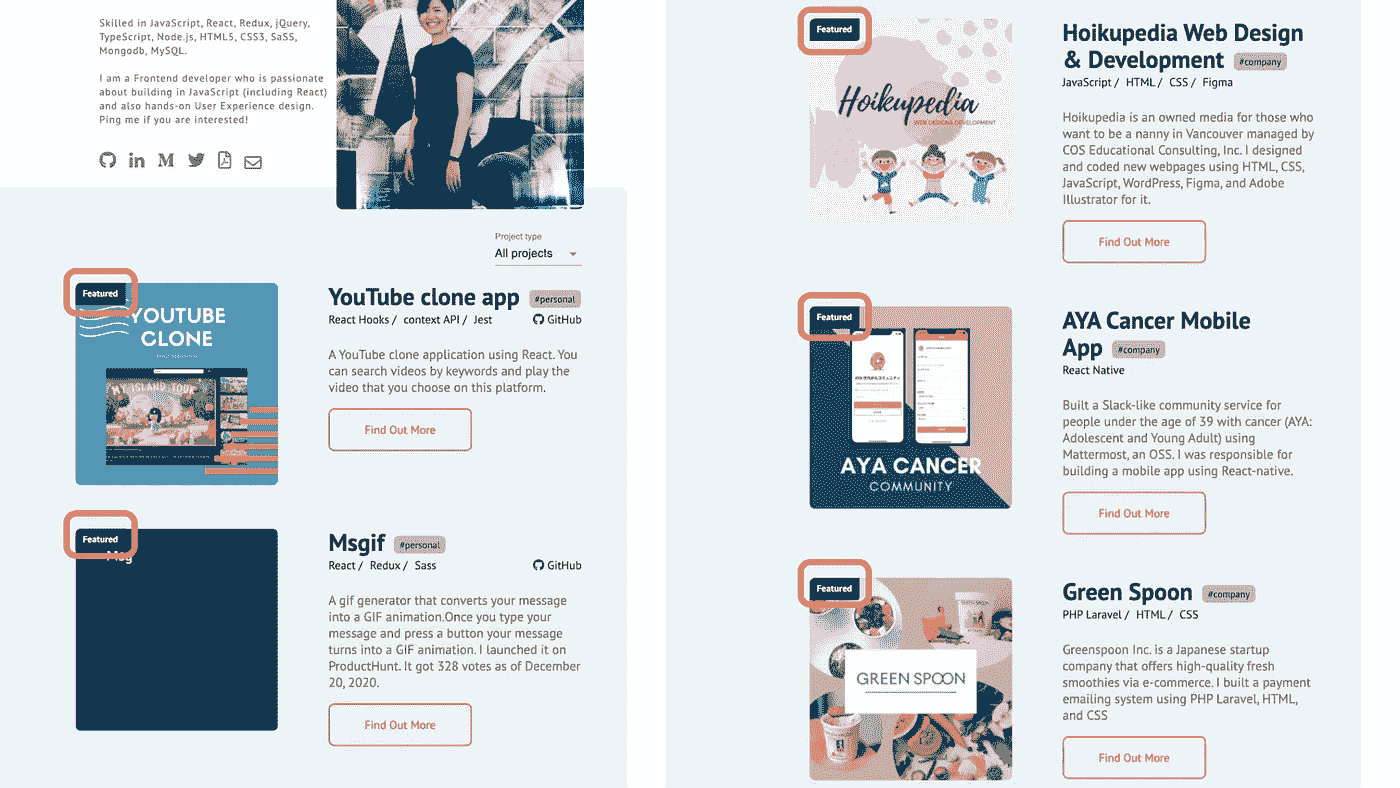 Skilled in JavaScript, React, Redux, jQuery,
TypeScript, Node.js, HTML5, CSS3, SaSS,
Mongodb, MySQL.
I am a Frontend developer who is passionate
about building in JavaScript (including React)
and also hands-on User Experience design.
Ping me if you are interested!
Project type
All projects
Featured
YOUTUBE
CLONE
MY ISLAND TOUR
YouTube clone app #personal
React Hooks / context API / Jest GitHub
A YouTube clone application using React. You
can search videos by keywords and play the
video that you choose on this platform.
Find Out More
Featured
Msg
Msgif #personal
React / Redux / Sass GitHub
A gif generator that converts your message
into a GIF animation.Once you type your
message and press a button your message
turns into a GIF animation. I launched it on
ProductHunt. It got 328 votes as of December
20, 2020.
Find Out More
Featured
Hoikupedia
WEB DESIGN & DEVELOPMENT
Hoikupedia Web Design
& Development #company
JavaScript / HTML / CSS / Figma
Hoikupedia is an owned media for those who
want to be a nanny in Vancouver managed by
COS Educational Consulting, Inc. I designed
and coded new webpages using HTML, CSS,
JavaScript, WordPress, Figma, and Adobe
Illustrator for it.
Find Out More
Featured
AYA CANCER
COMMUNITY
AYA Cancer Mobile
App #company
React Native
Built a Slack-like community service for
people under the age of 39 with cancer (AYA:
Adolescent and Young Adult) using
Mattermost, an OSS. I was responsible for
building a mobile app using React-native.
Find Out More
Featured
GREEN SPOON
Green Spoon #company
PHP Laravel / HTML / CSS
Greenspoon Inc. is a Japanese startup
company that offers high-quality fresh
smoothies via e-commerce. I built a payment
emailing system using PHP Laravel, HTML,
and CSS
Find Out More